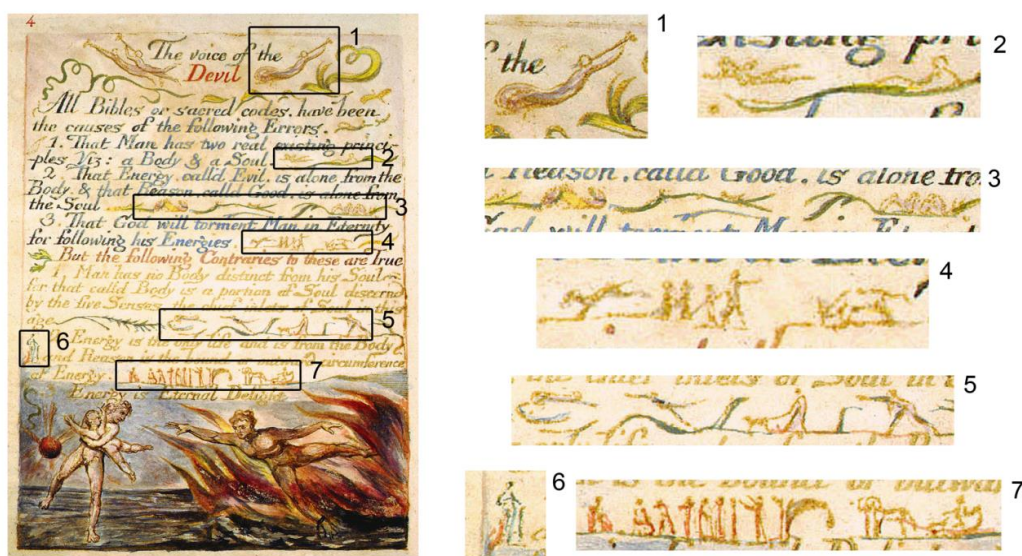 4
The voice of the
Devil
All Bibles or sacred codes. have been
the causes of the following Errors.
1. That Man has two real existing princi-
ples Viz: a Body & a Soul.
2. That Energy. calld Evil. is alone from the
Body. & that Reason. calld Good. is alone from
the Soul.
3. That God will torment Man in Eternity
for following his Energies.
But the following Contraries to these are True
1. Man has no Body distinct from his Soul
for that calld Body is a portion of Soul discernd
by the five Senses. the chief inlets of Soul
age
Energy is the only life and is from the Body
and Reason is the bound or outward circumference
of Energy.
Energy is Eternal Delight
1
2
3
4
5
6
7
f the
1
2
Reason. calld Good. is alone fro
3
4
5
6
7